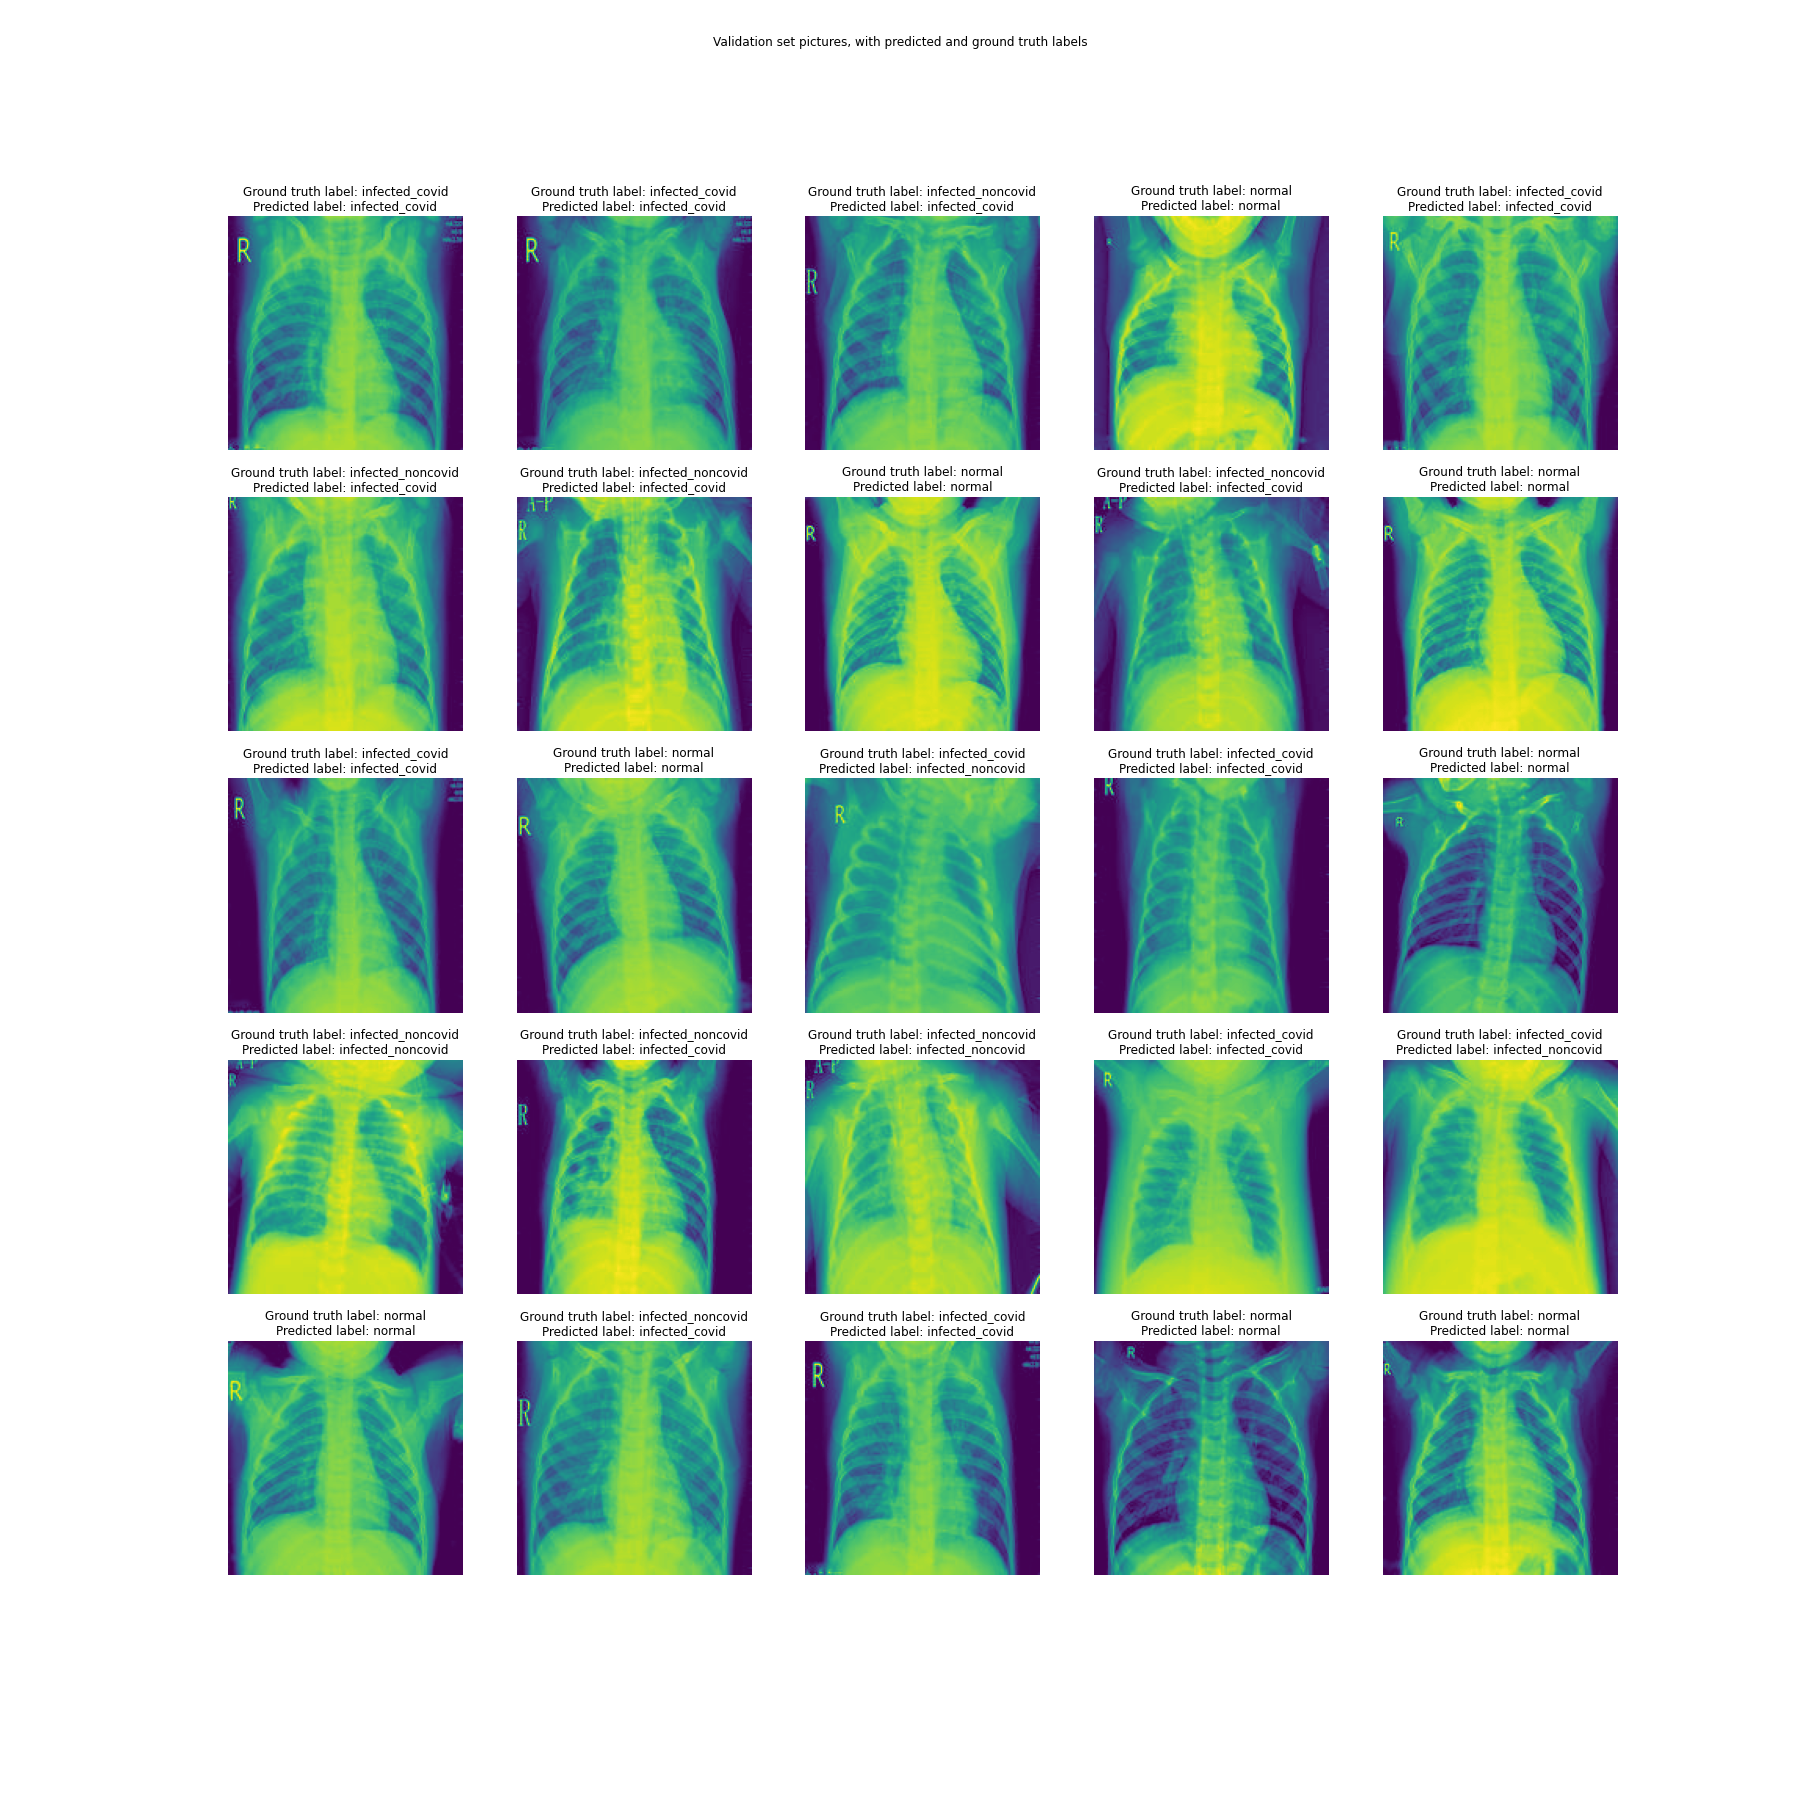 Validation set pictures, with predicted and ground truth labels
Ground truth label: infected_covid
Predicted label: infected_covid
R
Ground truth label: infected_covid
Predicted label: infected_covid
R
Ground truth label: infected_noncovid
Predicted label: infected_covid
R
Ground truth label: normal
Predicted label: normal
R
Ground truth label: infected_covid
Predicted label: infected_covid
R
Ground truth label: infected_noncovid
Predicted label: infected_covid
R
Ground truth label: infected_noncovid
Predicted label: infected_covid
A-P
R
Ground truth label: normal
Predicted label: normal
R
Ground truth label: infected_noncovid
Predicted label: infected_covid
A-P
R
Ground truth label: normal
Predicted label: normal
R
Ground truth label: infected_covid
Predicted label: infected_covid
R
Ground truth label: normal
Predicted label: normal
R
Ground truth label: infected_covid
Predicted label: infected_noncovid
R
Ground truth label: infected_covid
Predicted label: infected_covid
R
Ground truth label: normal
Predicted label: normal
R
Ground truth label: infected_noncovid
Predicted label: infected_noncovid
A-P
R
Ground truth label: infected_noncovid
Predicted label: infected_covid
R
Ground truth label: infected_noncovid
Predicted label: infected_noncovid
A-P
R
Ground truth label: infected_covid
Predicted label: infected_covid
R
Ground truth label: infected_covid
Predicted label: infected_noncovid
Ground truth label: normal
Predicted label: normal
R
Ground truth label: infected_noncovid
Predicted label: infected_covid
R
Ground truth label: infected_covid
Predicted label: infected_covid
R
Ground truth label: normal
Predicted label: normal
R
Ground truth label: normal
Predicted label: normal
R